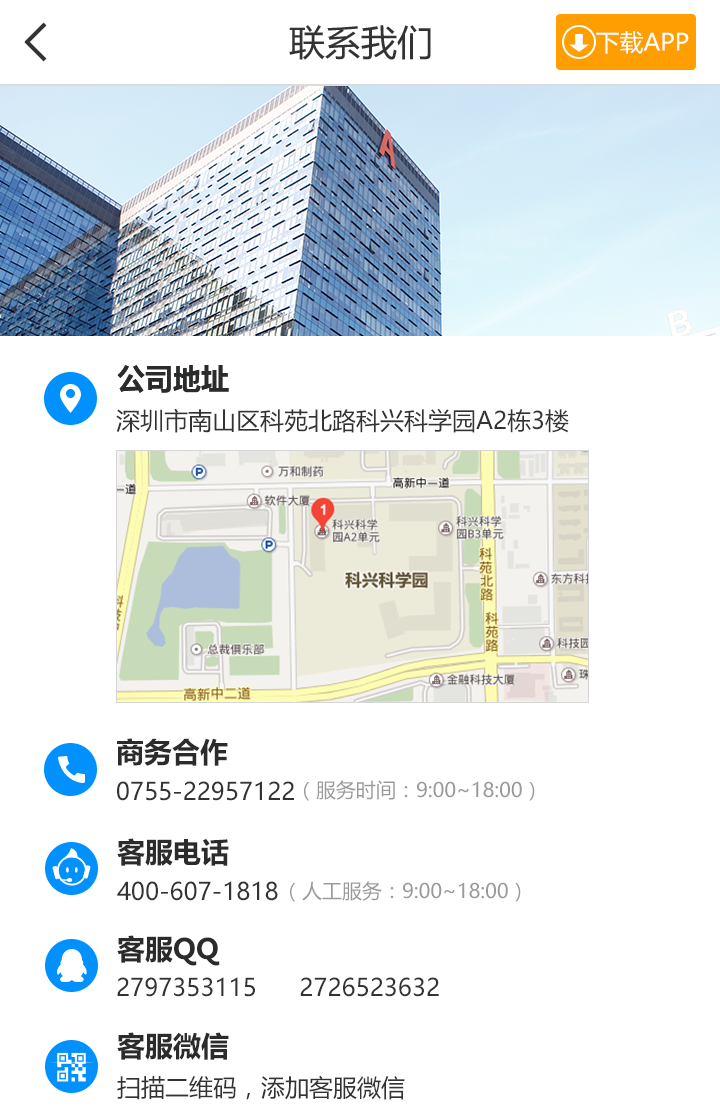 联系我们
下载APP
A
B
公司地址
深圳市南山区科苑北路科兴科学园A2栋3楼
P
万和制药
高新中一道
一道
软件大厦
1
科兴科学
园A2单元
科兴科学
园B3单元
P
科兴科学园
科苑北路
东方科技
科苑路
总裁俱乐部
科技园
金融科技大厦
珠
高新中二道
商务合作
0755-22957122 ( 服务时间：9:00~18:00 )
客服电话
400-607-1818 ( 人工服务：9:00~18:00 )
客服QQ
2797353115 2726523632
客服微信
扫描二维码，添加客服微信